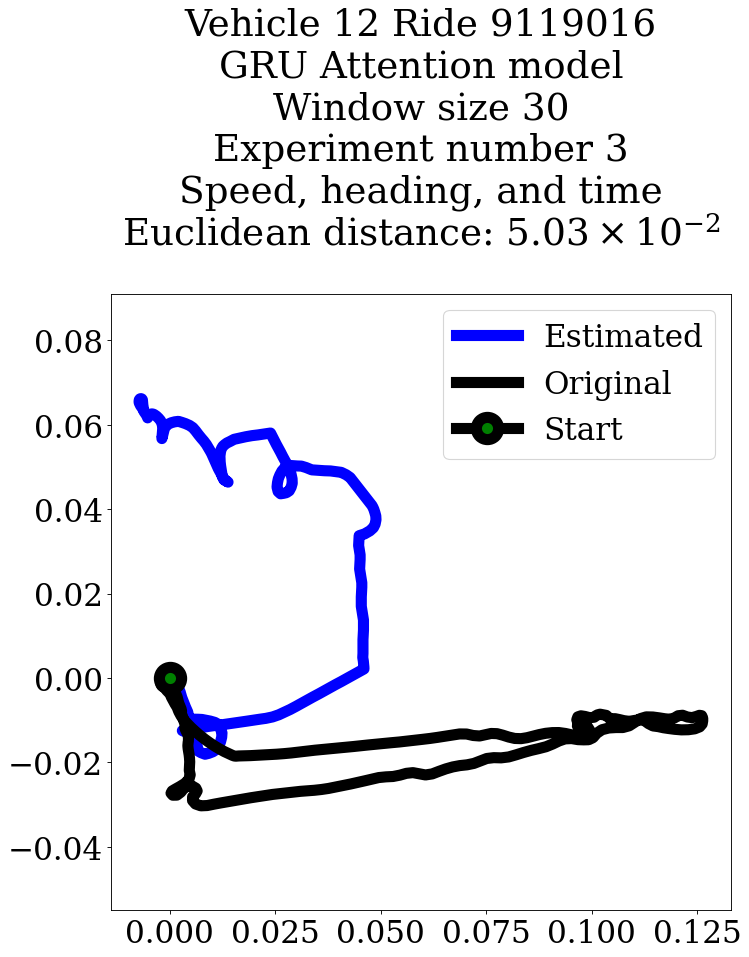 Vehicle 12 Ride 9119016
GRU Attention model
Window size 30
Experiment number 3
Speed, heading, and time
Euclidean distance: 5.03 × 10⁻²
Estimated
Original
Start
0.08
0.06
0.04
0.02
0.00
−0.02
−0.04
0.000 0.025 0.050 0.075 0.100 0.125